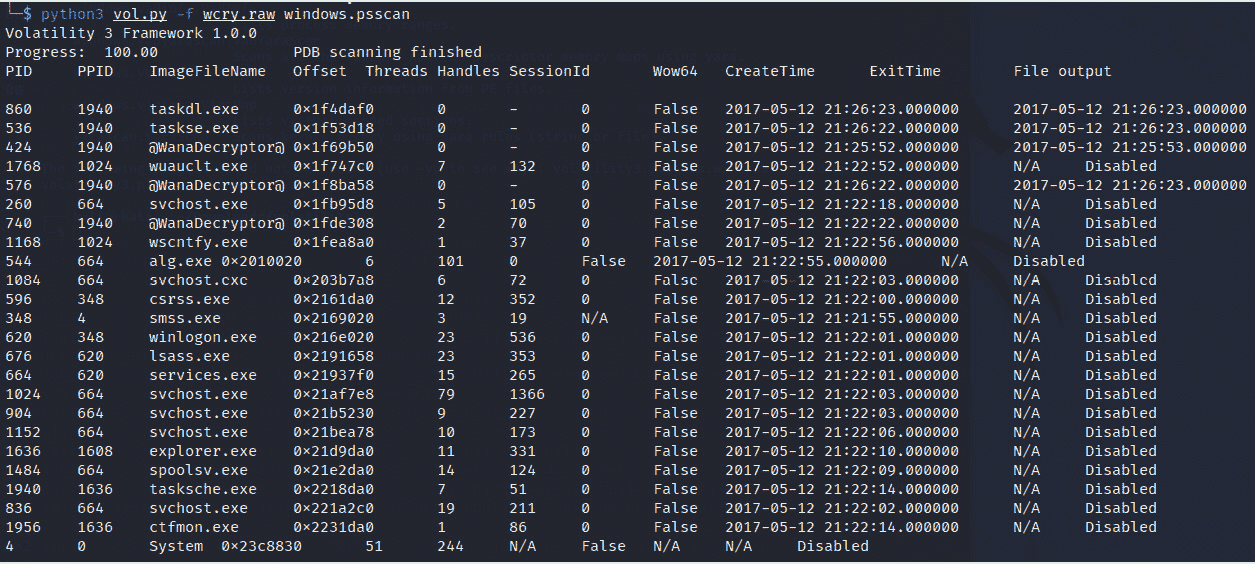 $ python3 vol.py -f wcry.raw windows.psscan
Volatility 3 Framework 1.0.0
Progress: 100.00 PDB scanning finished
PID PPID ImageFileName Offset Threads Handles SessionId Wow64 CreateTime ExitTime File output
860 1940 taskdl.exe 0×1f4daf0 0 - 0 False 2017-05-12 21:26:23.000000 2017-05-12 21:26:23.000000
536 1940 taskse.exe 0×1f53d18 0 - 0 False 2017-05-12 21:26:22.000000 2017-05-12 21:26:22.000000
424 1940 @WanaDecryptor@ 0×1f69b50 0 - 0 False 2017-05-12 21:25:52.000000 2017-05-12 21:25:53.000000
1768 1024 wuauclt.exe 0×1f747c0 7 132 0 False 2017-05-12 21:22:52.000000 N/A Disabled
576 1940 @WanaDecryptor@ 0×1f8ba58 0 - 0 False 2017-05-12 21:26:22.000000 2017-05-12 21:26:23.000000
260 664 svchost.exe 0×1fb95d8 5 105 0 False 2017-05-12 21:22:18.000000 N/A Disabled
740 1940 @WanaDecryptor@ 0×1fde308 2 70 0 False 2017-05-12 21:22:22.000000 N/A Disabled
1168 1024 wscntfy.exe 0×1fea8a0 1 37 0 False 2017-05-12 21:22:56.000000 N/A Disabled
544 664 alg.exe 0×2010020 6 101 0 False 2017-05-12 21:22:55.000000 N/A Disabled
1084 664 svchost.exe 0×203b7a8 6 72 0 False 2017-05-12 21:22:03.000000 N/A Disabled
596 348 csrss.exe 0×2161da0 12 352 0 False 2017-05-12 21:22:00.000000 N/A Disabled
348 4 smss.exe 0×2169020 3 19 N/A False 2017-05-12 21:21:55.000000 N/A Disabled
620 348 winlogon.exe 0×216e020 23 536 0 False 2017-05-12 21:22:01.000000 N/A Disabled
676 620 lsass.exe 0×2191658 23 353 0 False 2017-05-12 21:22:01.000000 N/A Disabled
664 620 services.exe 0×21937f0 15 265 0 False 2017-05-12 21:22:01.000000 N/A Disabled
1024 664 svchost.exe 0×21af7e8 79 1366 0 False 2017-05-12 21:22:03.000000 N/A Disabled
904 664 svchost.exe 0×21b5230 9 227 0 False 2017-05-12 21:22:03.000000 N/A Disabled
1152 664 svchost.exe 0×21bea78 10 173 0 False 2017-05-12 21:22:06.000000 N/A Disabled
1636 1608 explorer.exe 0×21d9da0 11 331 0 False 2017-05-12 21:22:10.000000 N/A Disabled
1484 664 spoolsv.exe 0×21e2da0 14 124 0 False 2017-05-12 21:22:09.000000 N/A Disabled
1940 1636 tasksche.exe 0×2218da0 7 51 0 False 2017-05-12 21:22:14.000000 N/A Disabled
836 664 svchost.exe 0×221a2c0 19 211 0 False 2017-05-12 21:22:02.000000 N/A Disabled
1956 1636 ctfmon.exe 0×2231da0 1 86 0 False 2017-05-12 21:22:14.000000 N/A Disabled
4 0 System 0×23c8830 51 244 N/A False N/A N/A Disabled